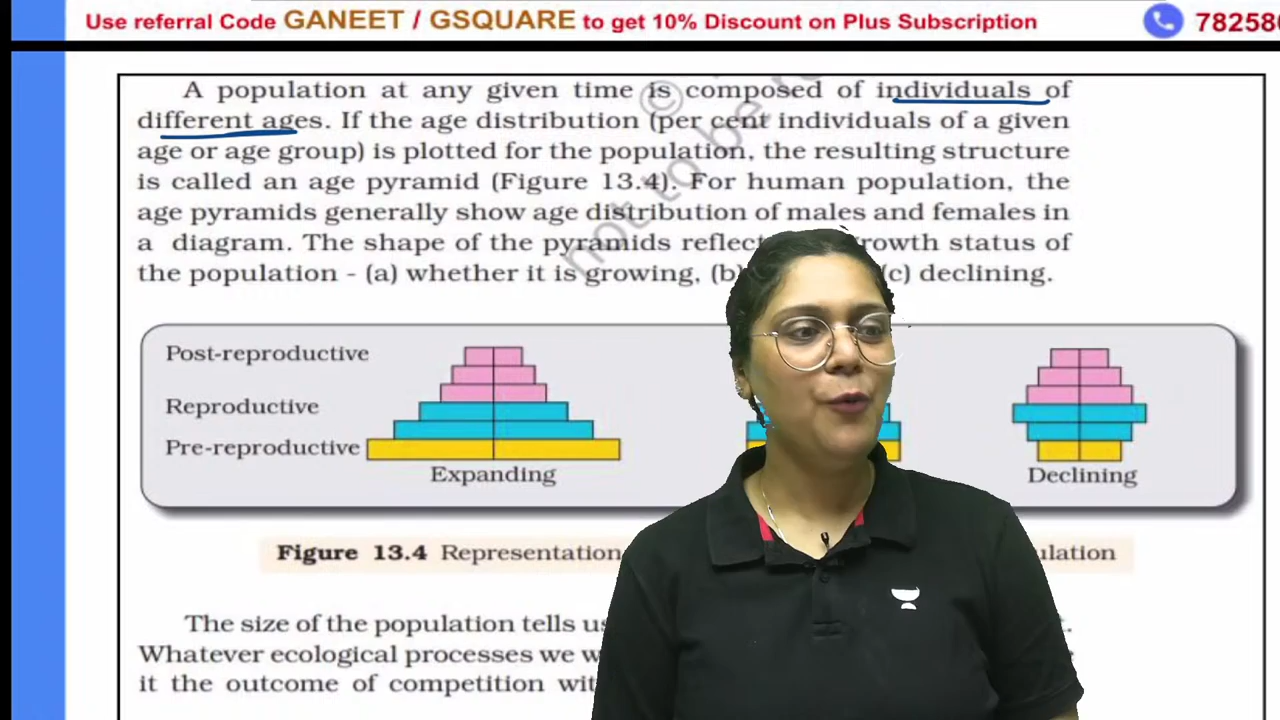 Use referral Code GANEET / GSQUARE to get 10% Discount on Plus Subscription 78258
A population at any given time is composed of individuals of
different ages. If the age distribution (per cent individuals of a given
age or age group) is plotted for the population, the resulting structure
is called an age pyramid (Figure 13.4). For human population, the
age pyramids generally show age distribution of males and females in
a diagram. The shape of the pyramids growth status of
the population - (a) whether it is growing, (b) (c) declining.
Post-reproductive
Reproductive
Pre-reproductive
Expanding
Declining
Figure 13.4 Representation
The size of the population tells
Whatever ecological processes we
it the outcome of competition
© not to be